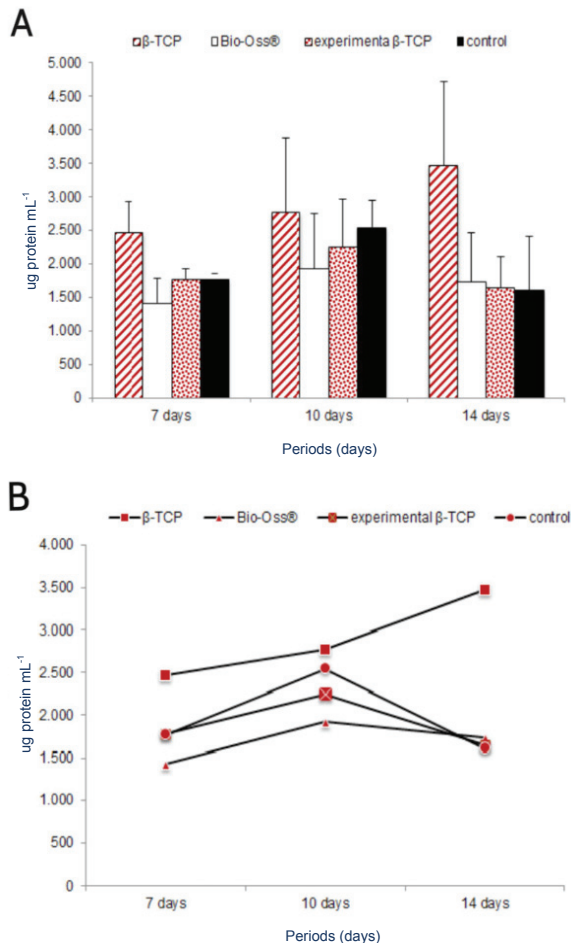 A
β-TCP Bio-Oss® experimenta β-TCP control
5.000
4.500
4.000
3.500
3.000
2.500
2.000
1.500
1.000
500
0
ug protein mL⁻¹
7 days 10 days 14 days
Periods (days)
B
β-TCP Bio-Oss® experimental β-TCP control
4.000
3.500
3.000
2.500
2.000
1.500
1.000
500
0
ug protein mL⁻¹
7 days 10 days 14 days
Periods (days)